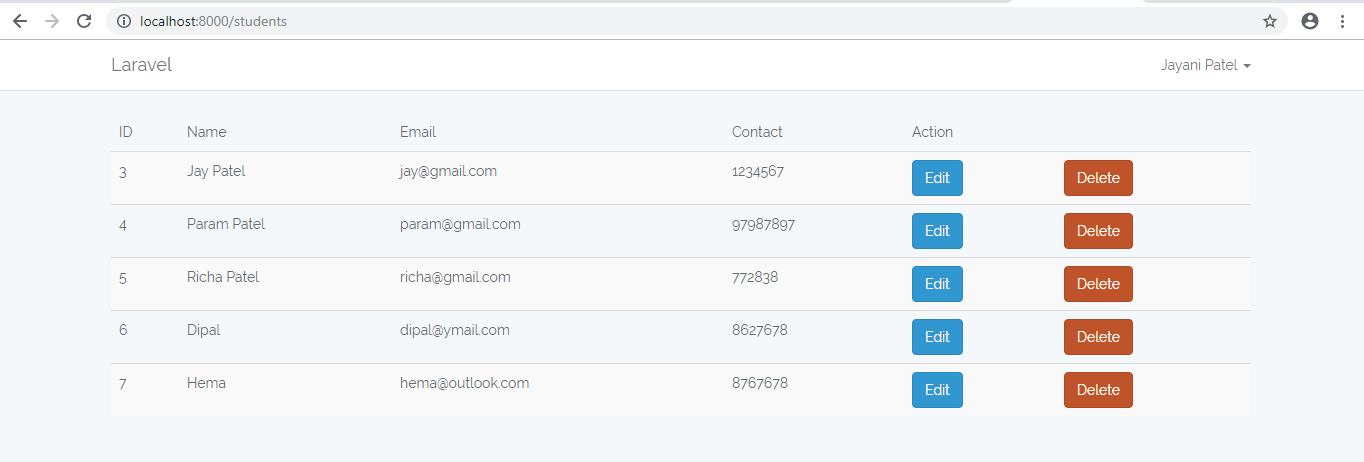 localhost:8000/students
Laravel Jayani Patel
ID Name Email Contact Action
3 Jay Patel jay@gmail.com 1234567 Edit Delete
4 Param Patel param@gmail.com 97987897 Edit Delete
5 Richa Patel richa@gmail.com 772838 Edit Delete
6 Dipal dipal@ymail.com 8627678 Edit Delete
7 Hema hema@outlook.com 8767678 Edit Delete